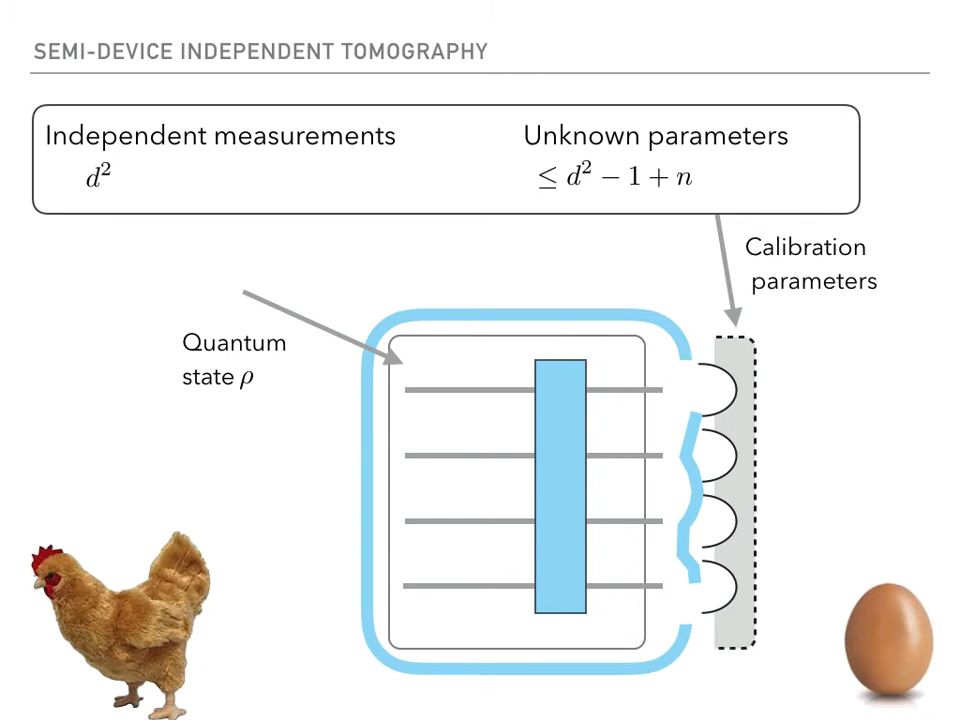 SEMI-DEVICE INDEPENDENT TOMOGRAPHY
Independent measurements
d²
Unknown parameters
≤ d² − 1 + n
Calibration
parameters
Quantum
state ρ